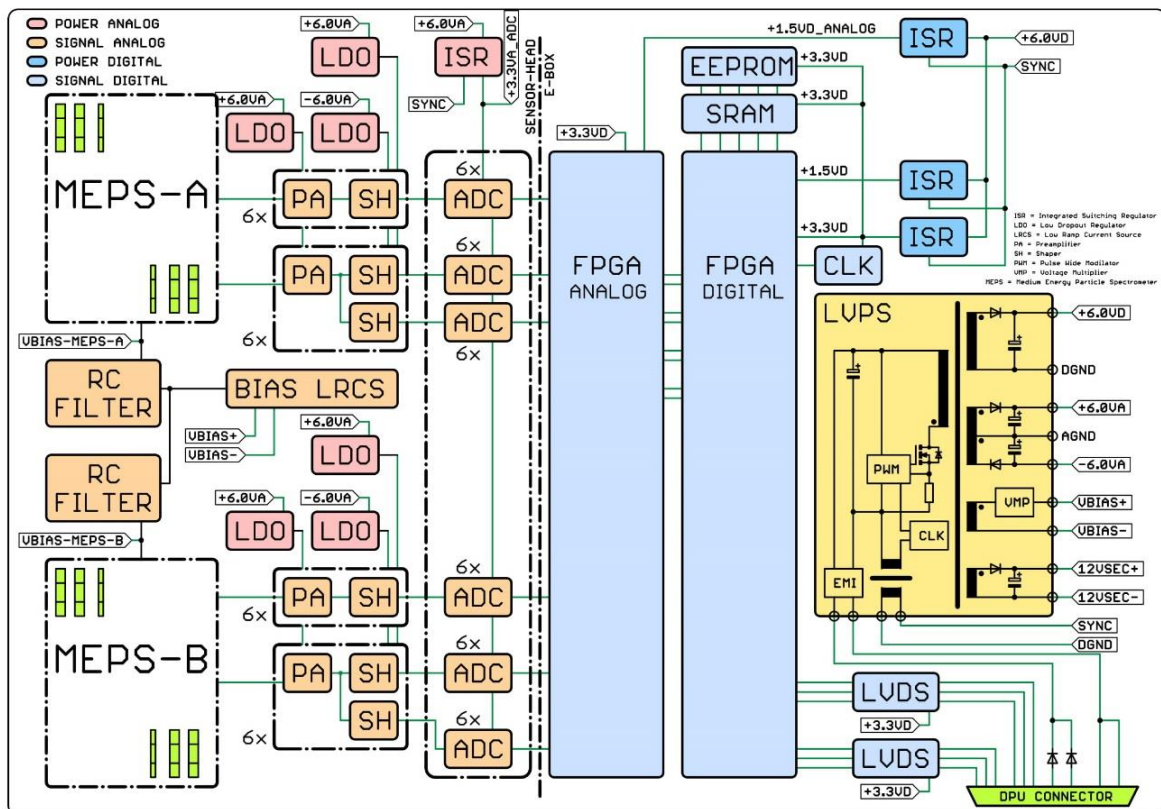 POWER ANALOG
SIGNAL ANALOG
POWER DIGITAL
SIGNAL DIGITAL
+6.0VA
LDO
+6.0VA
ISR
SYNC
+3.3VA_ADC
SENSOR-HEAD
E-BOX
+1.5VD_ANALOG
ISR
+6.0VD
SYNC
EEPROM
+3.3VD
SRAM
+3.3VD
+3.3VD
+6.0VA
LDO
-6.0VA
LDO
MEPS-A
6x
PA
SH
6x
ADC
6x
PA
SH
SH
6x
ADC
ADC
6x
FPGA
ANALOG
FPGA
DIGITAL
+1.5VD
ISR
+3.3VD
ISR
CLK
ISR = Integrated Switching Regulator
LDO = Low Dropout Regulator
LRCS = Low Ramp Current Source
PA = Preamplifier
SH = Shaper
PWM = Pulse Wide Modilator
VMP = Voltage Multiplier
MEPS = Medium Energy Particle Spectrometer
VBIAS-MEPS-A
RC
FILTER
BIAS LRCS
VBIAS+
VBIAS-
RC
FILTER
VBIAS-MEPS-B
+6.0VA
LDO
+6.0VA
LDO
-6.0VA
LDO
MEPS-B
6x
PA
SH
6x
ADC
6x
PA
SH
SH
6x
ADC
6x
ADC
LVPS
PWM
CLK
EMI
VMP
+6.0VD
DGND
+6.0VA
AGND
-6.0VA
VBIAS+
VBIAS-
12VSEC+
12VSEC-
SYNC
DGND
LVDS
+3.3VD
LVDS
+3.3VD
DPU CONNECTOR